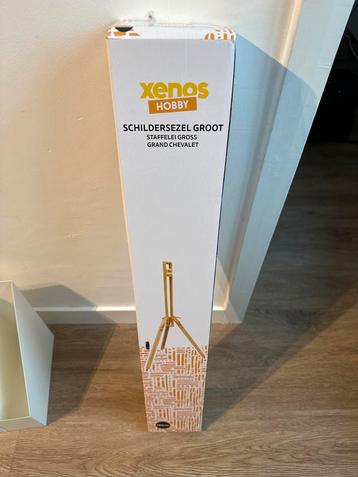 xenos
HOBBY
SCHILDERSEZEL GROOT
STAFFELEI GROSS
GRAND CHEVALET